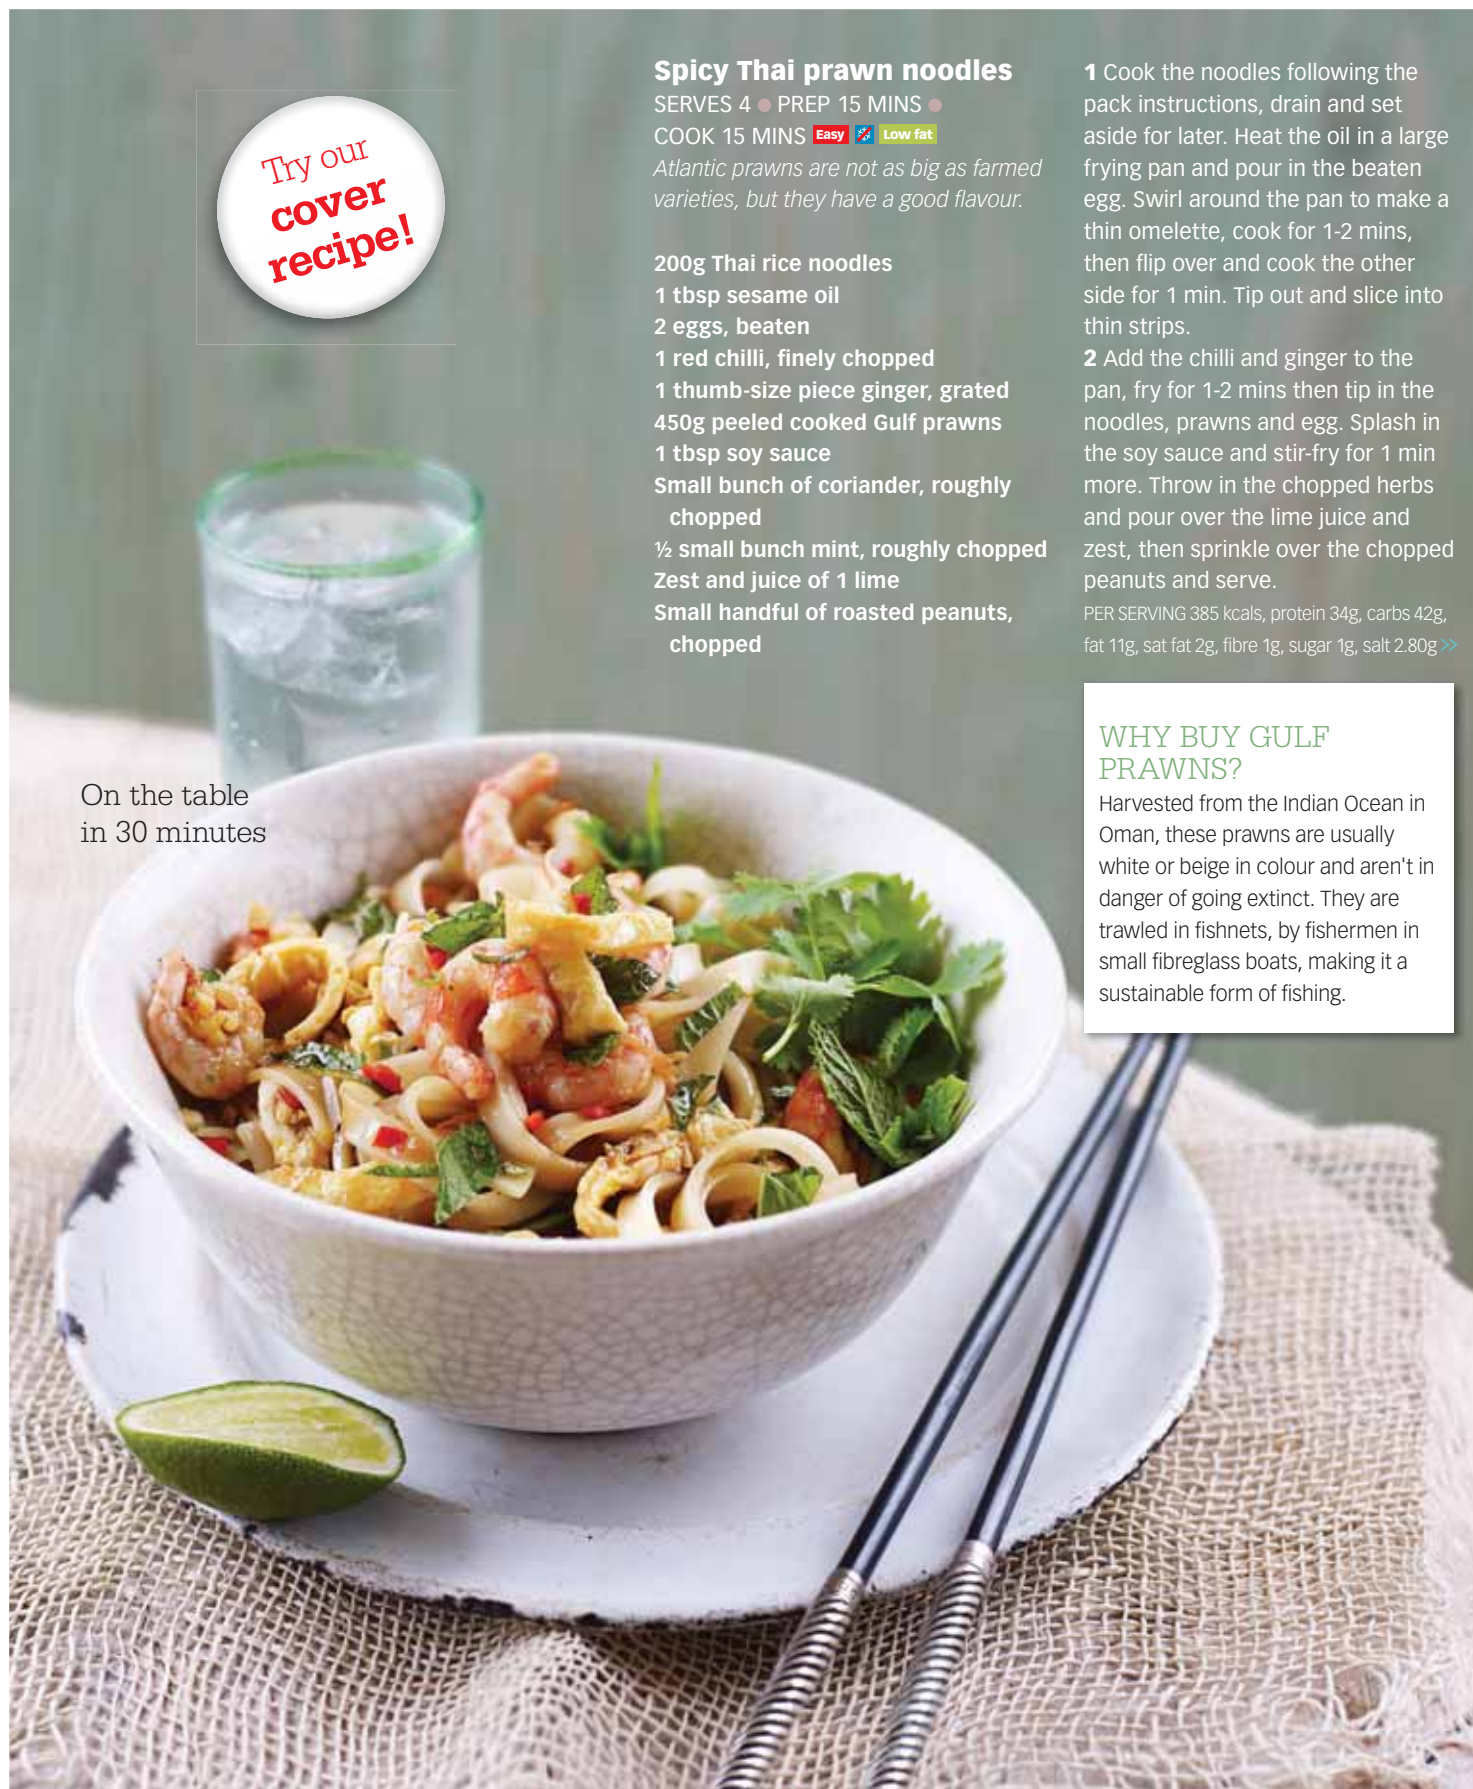 Try our
cover
recipe!
Spicy Thai prawn noodles
SERVES 4 ● PREP 15 MINS ●
COOK 15 MINS Easy Low fat
Atlantic prawns are not as big as farmed
varieties, but they have a good flavour.
200g Thai rice noodles
1 tbsp sesame oil
2 eggs, beaten
1 red chilli, finely chopped
1 thumb-size piece ginger, grated
450g peeled cooked Gulf prawns
1 tbsp soy sauce
Small bunch of coriander, roughly
chopped
½ small bunch mint, roughly chopped
Zest and juice of 1 lime
Small handful of roasted peanuts,
chopped
1 Cook the noodles following the
pack instructions, drain and set
aside for later. Heat the oil in a large
frying pan and pour in the beaten
egg. Swirl around the pan to make a
thin omelette, cook for 1-2 mins,
then flip over and cook the other
side for 1 min. Tip out and slice into
thin strips.
2 Add the chilli and ginger to the
pan, fry for 1-2 mins then tip in the
noodles, prawns and egg. Splash in
the soy sauce and stir-fry for 1 min
more. Throw in the chopped herbs
and pour over the lime juice and
zest, then sprinkle over the chopped
peanuts and serve.
PER SERVING 385 kcals, protein 34g, carbs 42g,
fat 11g, sat fat 2g, fibre 1g, sugar 1g, salt 2.80g >>
WHY BUY GULF
PRAWNS?
Harvested from the Indian Ocean in
Oman, these prawns are usually
white or beige in colour and aren't in
danger of going extinct. They are
trawled in fishnets, by fishermen in
small fibreglass boats, making it a
sustainable form of fishing.
On the table
in 30 minutes